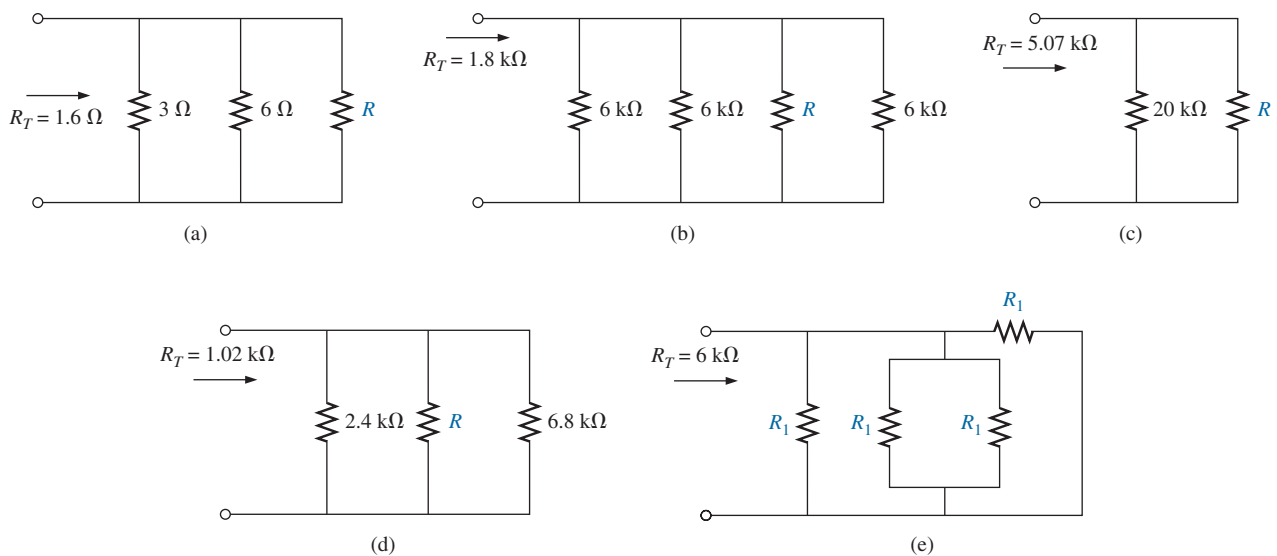 R_T = 1.6 Ω
3 Ω
6 Ω
R
(a)
R_T = 1.8 kΩ
6 kΩ
6 kΩ
R
6 kΩ
(b)
R_T = 5.07 kΩ
20 kΩ
R
(c)
R_T = 1.02 kΩ
2.4 kΩ
R
6.8 kΩ
(d)
R_T = 6 kΩ
R_1
R_1
R_1
R_1
(e)